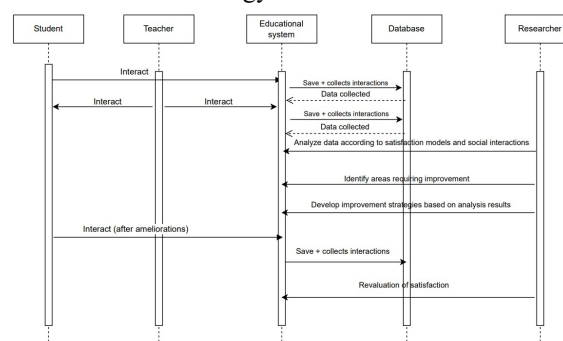 Student
Teacher
Educational
system
Database
Researcher
Interact
Save + collects interactions
Data collected
Interact
Interact
Save + collects interactions
Data collected
Analyze data according to satisfaction models and social interactions
Identify areas requiring improvement
Develop improvement strategies based on analysis results
Interact (after ameliorations)
Save + collects interactions
Revaluation of satisfaction